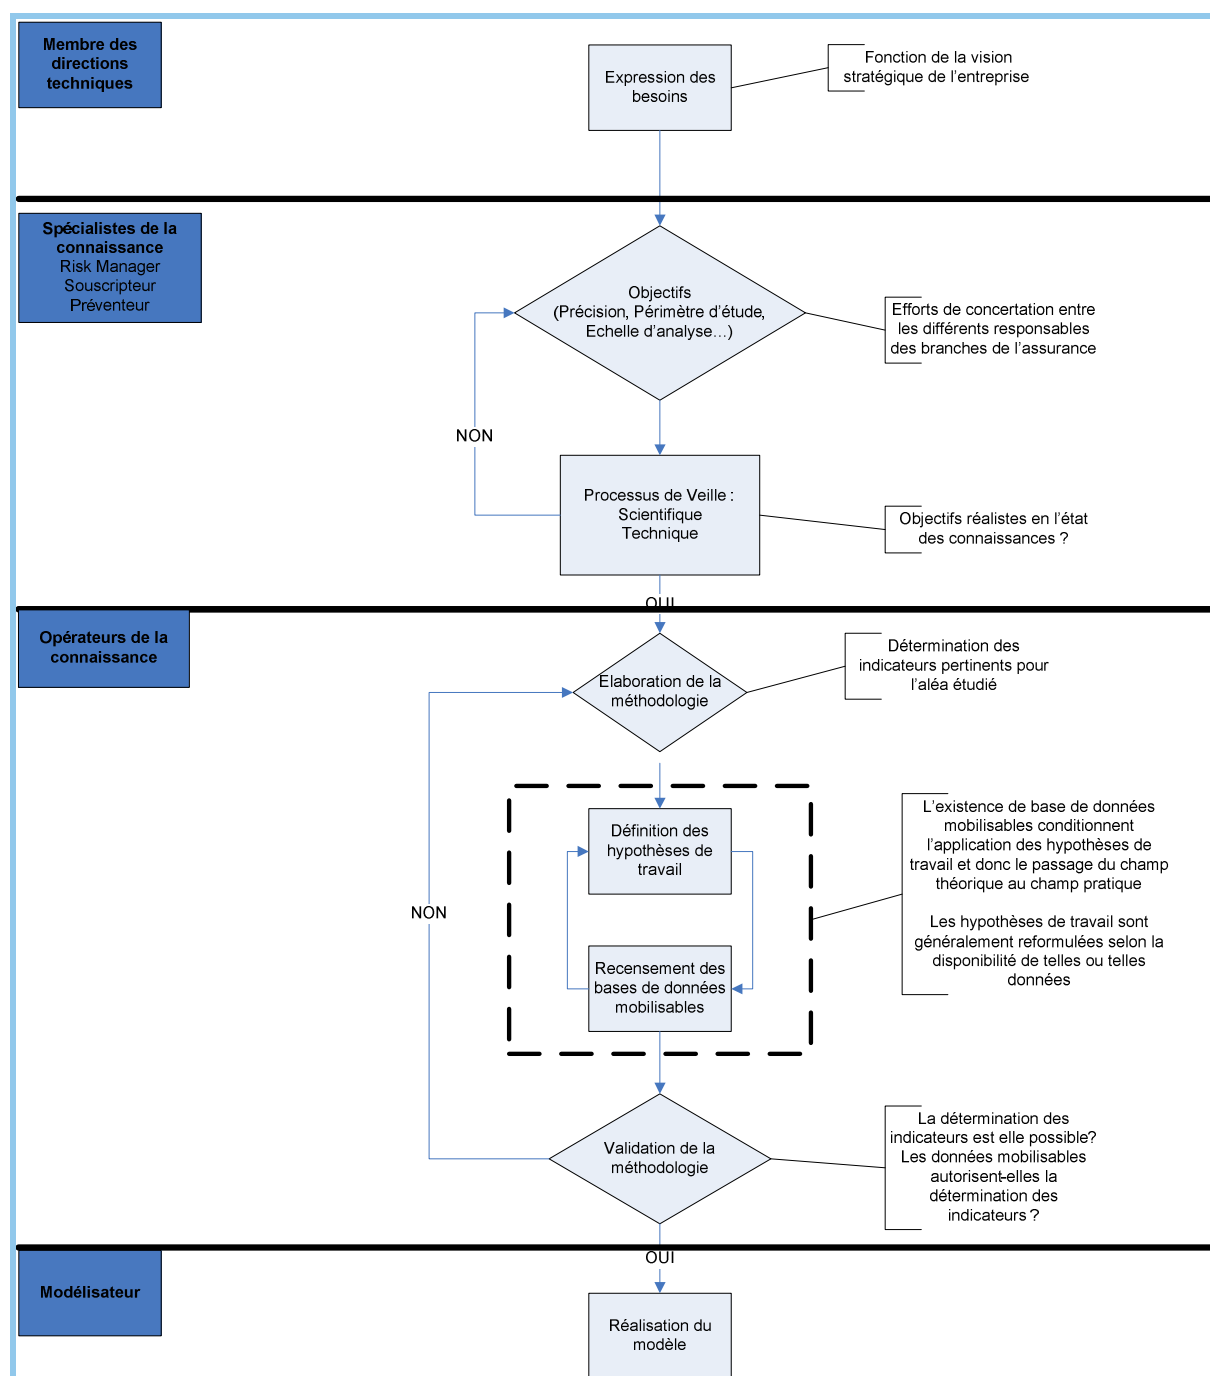 Membre des
directions
techniques
Expression des
besoins
Fonction de la vision
stratégique de l'entreprise
Spécialistes de la
connaissance
Risk Manager
Souscripteur
Préventeur
Objectifs
(Précision, Périmètre d'étude,
Echelle d'analyse…)
Efforts de concertation entre
les différents responsables
des branches de l'assurance
NON
Processus de Veille :
Scientifique
Technique
Objectifs réalistes en l'état
des connaissances ?
OUI
Opérateurs de la
connaissance
Elaboration de la
méthodologie
Détermination des
indicateurs pertinents pour
l'aléa étudié
Définition des
hypothèses de
travail
L'existence de base de données
mobilisables conditionnent
l'application des hypothèses de
travail et donc le passage du champ
théorique au champ pratique
Les hypothèses de travail sont
généralement reformulées selon la
disponibilité de telles ou telles
données
NON
Recensement des
bases de données
mobilisables
Validation de la
méthodologie
La détermination des
indicateurs est elle possible?
Les données mobilisables
autorisent-elles la
détermination des
indicateurs ?
OUI
Modélisateur
Réalisation du
modèle